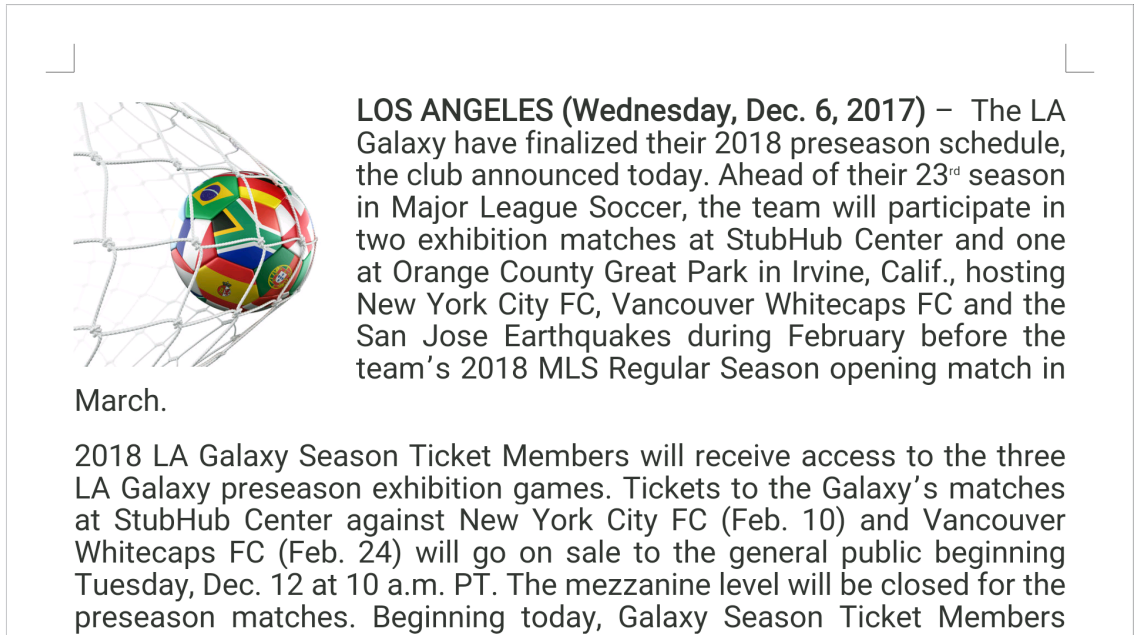 LOS ANGELES (Wednesday, Dec. 6, 2017) – The LA
Galaxy have finalized their 2018 preseason schedule,
the club announced today. Ahead of their 23rd season
in Major League Soccer, the team will participate in
two exhibition matches at StubHub Center and one
at Orange County Great Park in Irvine, Calif., hosting
New York City FC, Vancouver Whitecaps FC and the
San Jose Earthquakes during February before the
team’s 2018 MLS Regular Season opening match in
March.
2018 LA Galaxy Season Ticket Members will receive access to the three
LA Galaxy preseason exhibition games. Tickets to the Galaxy’s matches
at StubHub Center against New York City FC (Feb. 10) and Vancouver
Whitecaps FC (Feb. 24) will go on sale to the general public beginning
Tuesday, Dec. 12 at 10 a.m. PT. The mezzanine level will be closed for the
preseason matches. Beginning today, Galaxy Season Ticket Members